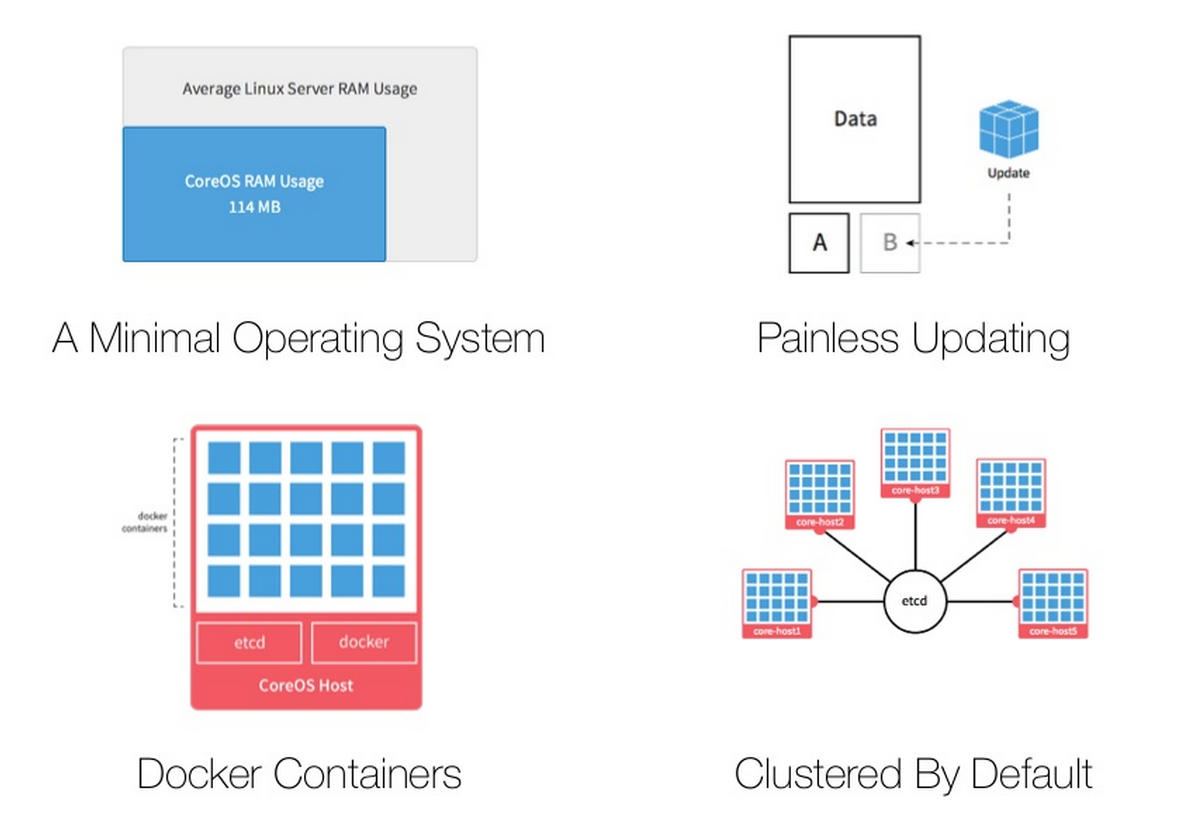 Average Linux Server RAM Usage
CoreOS RAM Usage
114 MB
A Minimal Operating System
Data
Update
A
B
Painless Updating
docker
containers
etcd
docker
CoreOS Host
Docker Containers
core-host3
core-host2
core-host4
etcd
core-host1
core-host5
Clustered By Default